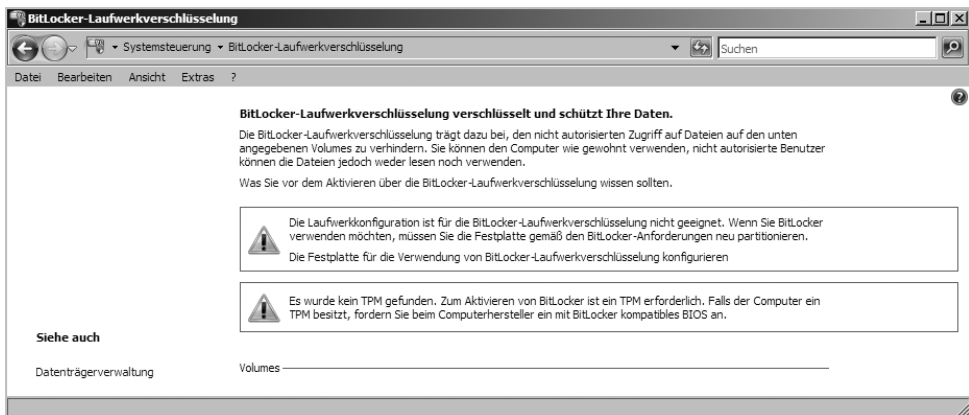 BitLocker-Laufwerkverschlüsselung
Systemsteuerung BitLocker-Laufwerkverschlüsselung
Suchen
Datei Bearbeiten Ansicht Extras ?
BitLocker-Laufwerkverschlüsselung verschlüsselt und schützt Ihre Daten.
Die BitLocker-Laufwerkverschlüsselung trägt dazu bei, den nicht autorisierten Zugriff auf Dateien auf den unten
angegebenen Volumes zu verhindern. Sie können den Computer wie gewohnt verwenden, nicht autorisierte Benutzer
können die Dateien jedoch weder lesen noch verwenden.
Was Sie vor dem Aktivieren über die BitLocker-Laufwerkverschlüsselung wissen sollten.
Die Laufwerkkonfiguration ist für die BitLocker-Laufwerkverschlüsselung nicht geeignet. Wenn Sie BitLocker
verwenden möchten, müssen Sie die Festplatte gemäß den BitLocker-Anforderungen neu partitionieren.
Die Festplatte für die Verwendung von BitLocker-Laufwerkverschlüsselung konfigurieren
Es wurde kein TPM gefunden. Zum Aktivieren von BitLocker ist ein TPM erforderlich. Falls der Computer ein
TPM besitzt, fordern Sie beim Computerhersteller ein mit BitLocker kompatibles BIOS an.
Siehe auch
Datenträgerverwaltung
Volumes